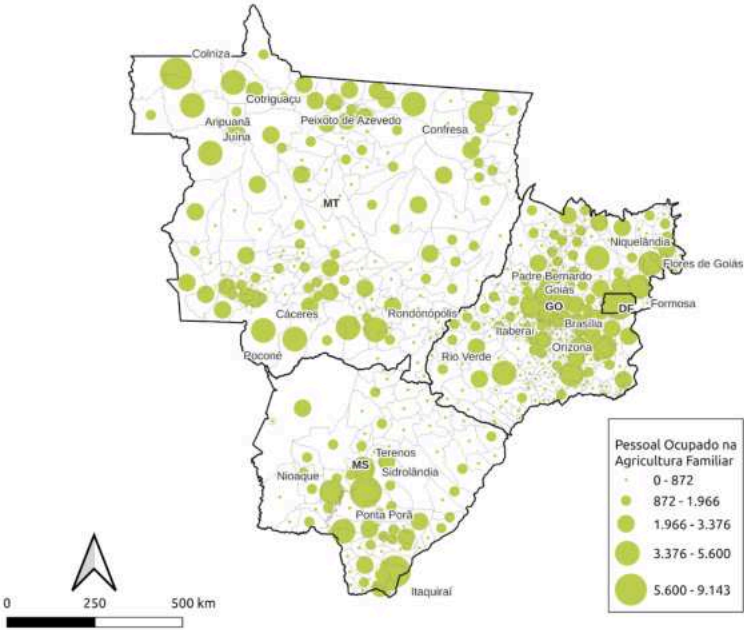 Colniza
Cotriguaçu
Aripuanã
Peixoto de Azevedo
Juína
Confresa
MT
Niquelândia
Flores de Goiás
Padre Bernardo
Goiás
GO
DF
Formosa
Brasília
Cáceres
Rondonópolis
Itaberaí
Orizona
Poconé
Rio Verde
Terenos
MS
Sidrolândia
Nioaque
Ponta Porã
Itaquiraí
Pessoal Ocupado na
Agricultura Familiar
0 - 872
872 - 1.966
1.966 - 3.376
3.376 - 5.600
5.600 - 9.143
0 250 500 km